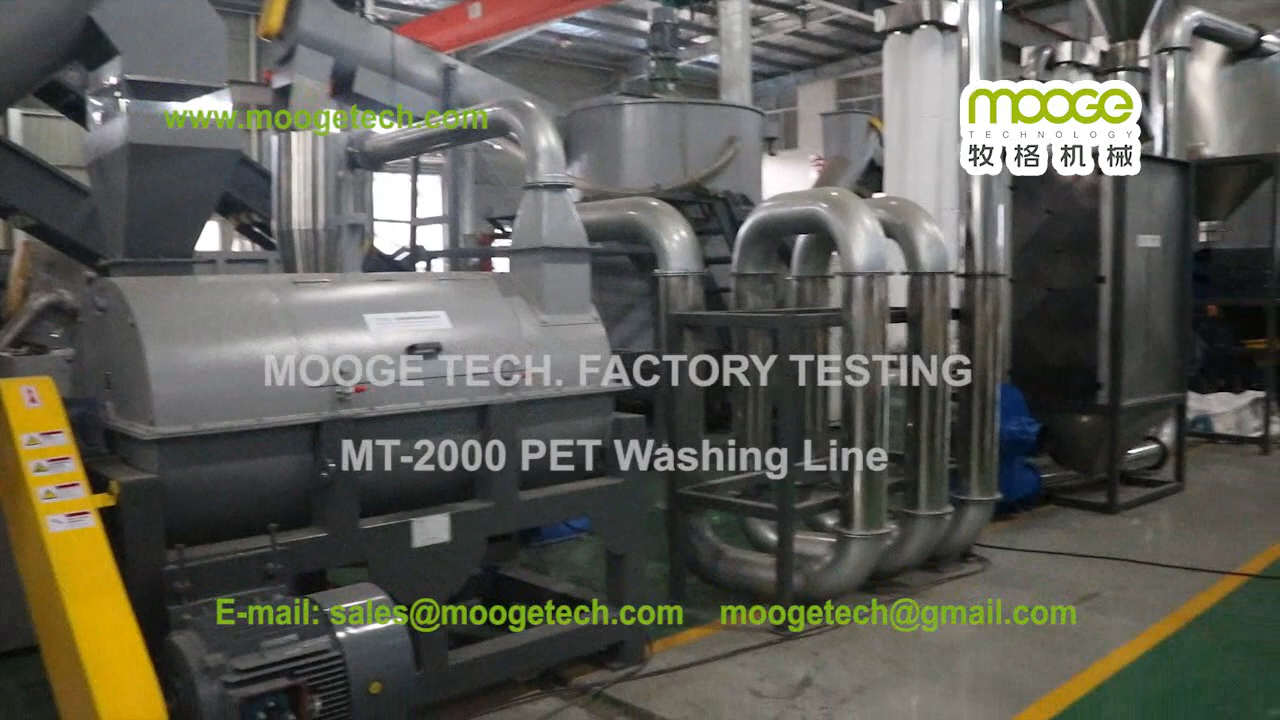 www.moogetech.com
mooge
TECHNOLOGY
牧格机械
MOOGE TECH. FACTORY TESTING
MT-2000 PET Washing Line
E-mail: sales@moogetech.com moogetech@gmail.com